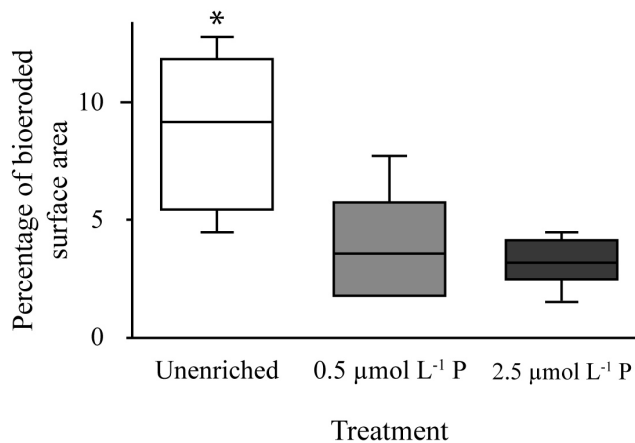 *
10
5
0
Percentage of bioeroded
surface area
Unenriched
0.5 µmol L⁻¹ P
2.5 µmol L⁻¹ P
Treatment